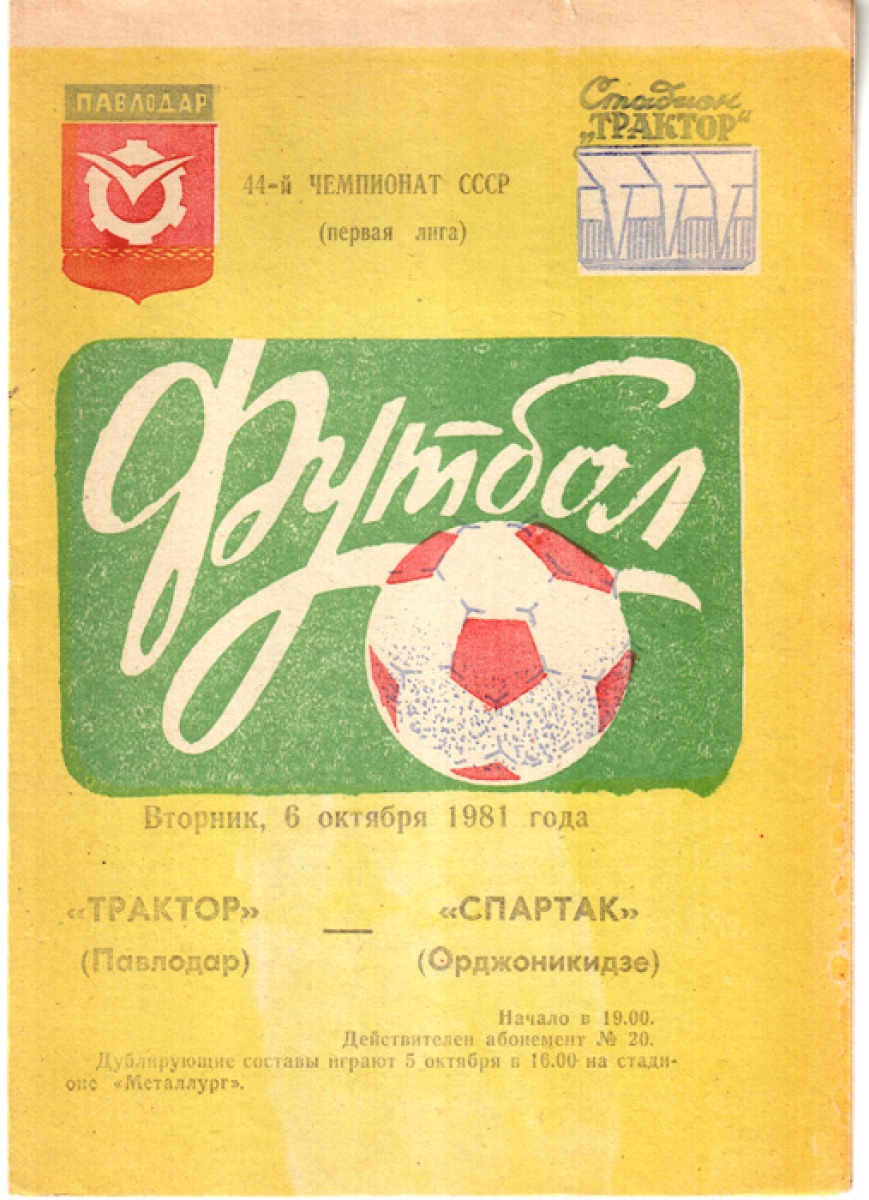 ПАВЛОДАР
Стадион
„ТРАКТОР“
44-й ЧЕМПИОНАТ СССР
(первая лига)
Футбол
Вторник, 6 октября 1981 года
«ТРАКТОР» — «СПАРТАК»
(Павлодар) (Орджоникидзе)
Начало в 19.00.
Действителен абонемент № 20.
Дублирующие составы играют 5 октября в 16.00 на стади-
оне «Металлург».